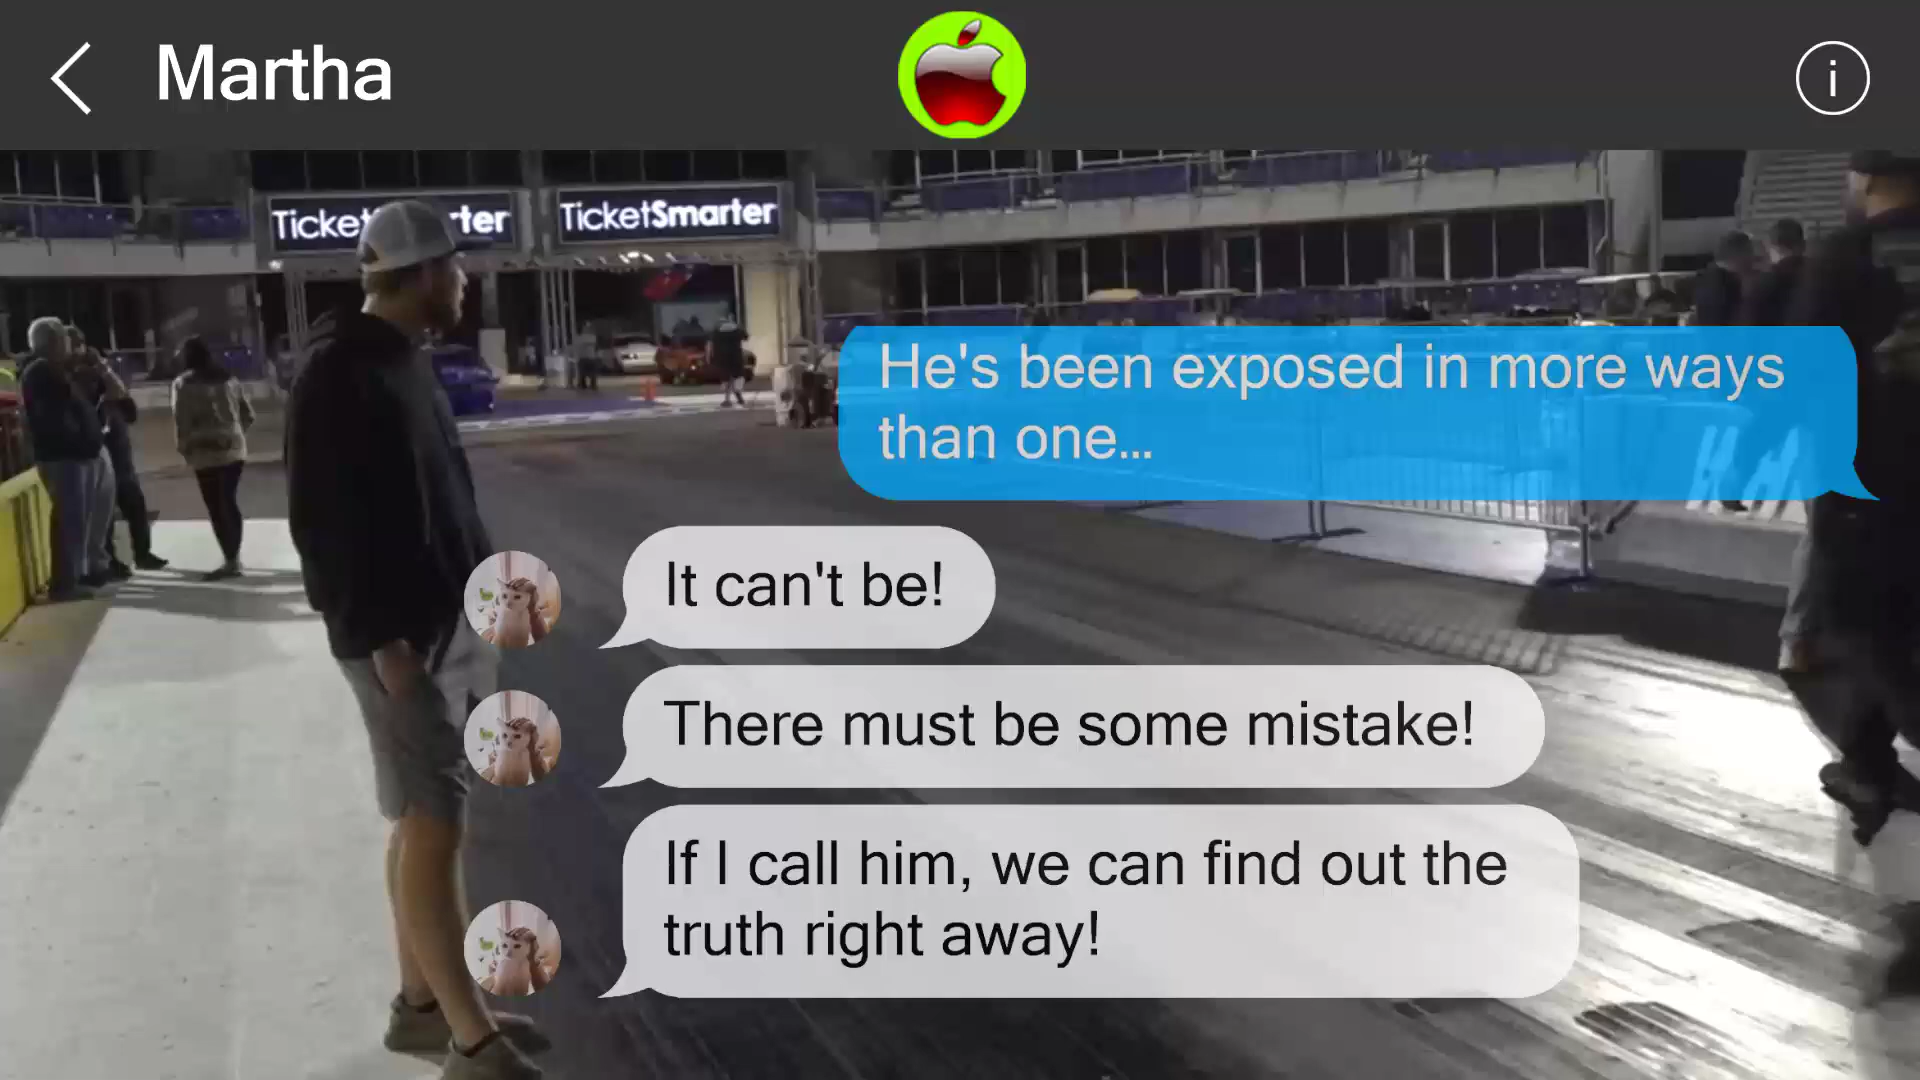 Martha
i
TicketSmarter
He's been exposed in more ways
than one...
It can't be!
There must be some mistake!
If I call him, we can find out the
truth right away!